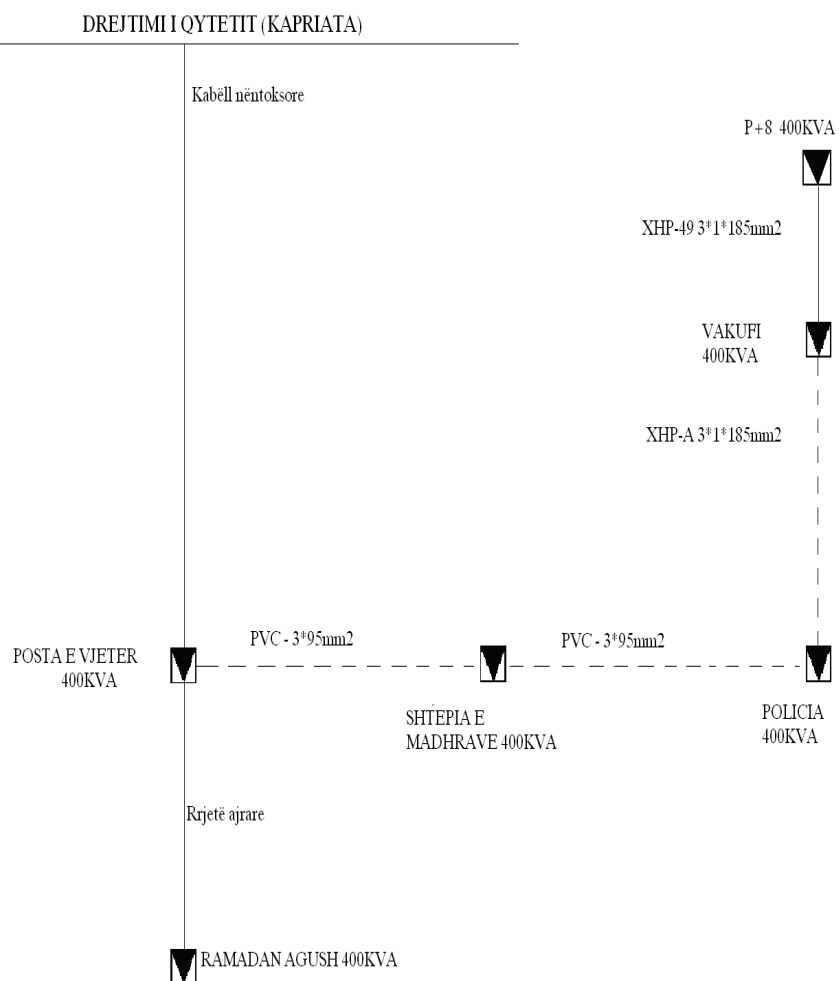 DREJTIMI I QYTETIT (KAPRIATA)
Kabëll nëntoksore
P+8 400KVA
XHP-49 3*1*185mm2
VAKUFI
400KVA
XHP-A 3*1*185mm2
PVC - 3*95mm2
PVC - 3*95mm2
POSTA E VJETER
400KVA
SHTËPIA E
MADHRAVE 400KVA
POLICIA
400KVA
Rrjetë ajrare
RAMADAN AGUSH 400KVA